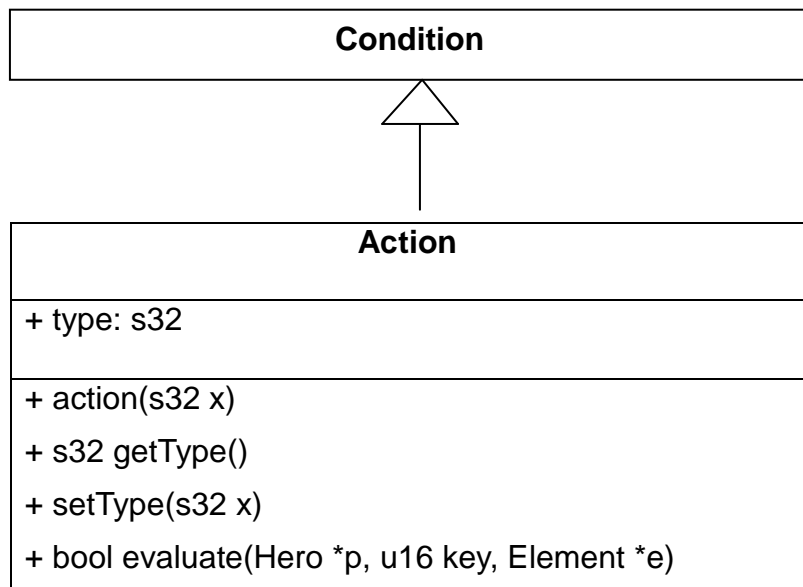 Condition
Action
+ type: s32
+ action(s32 x)
+ s32 getType()
+ setType(s32 x)
+ bool evaluate(Hero *p, u16 key, Element *e)